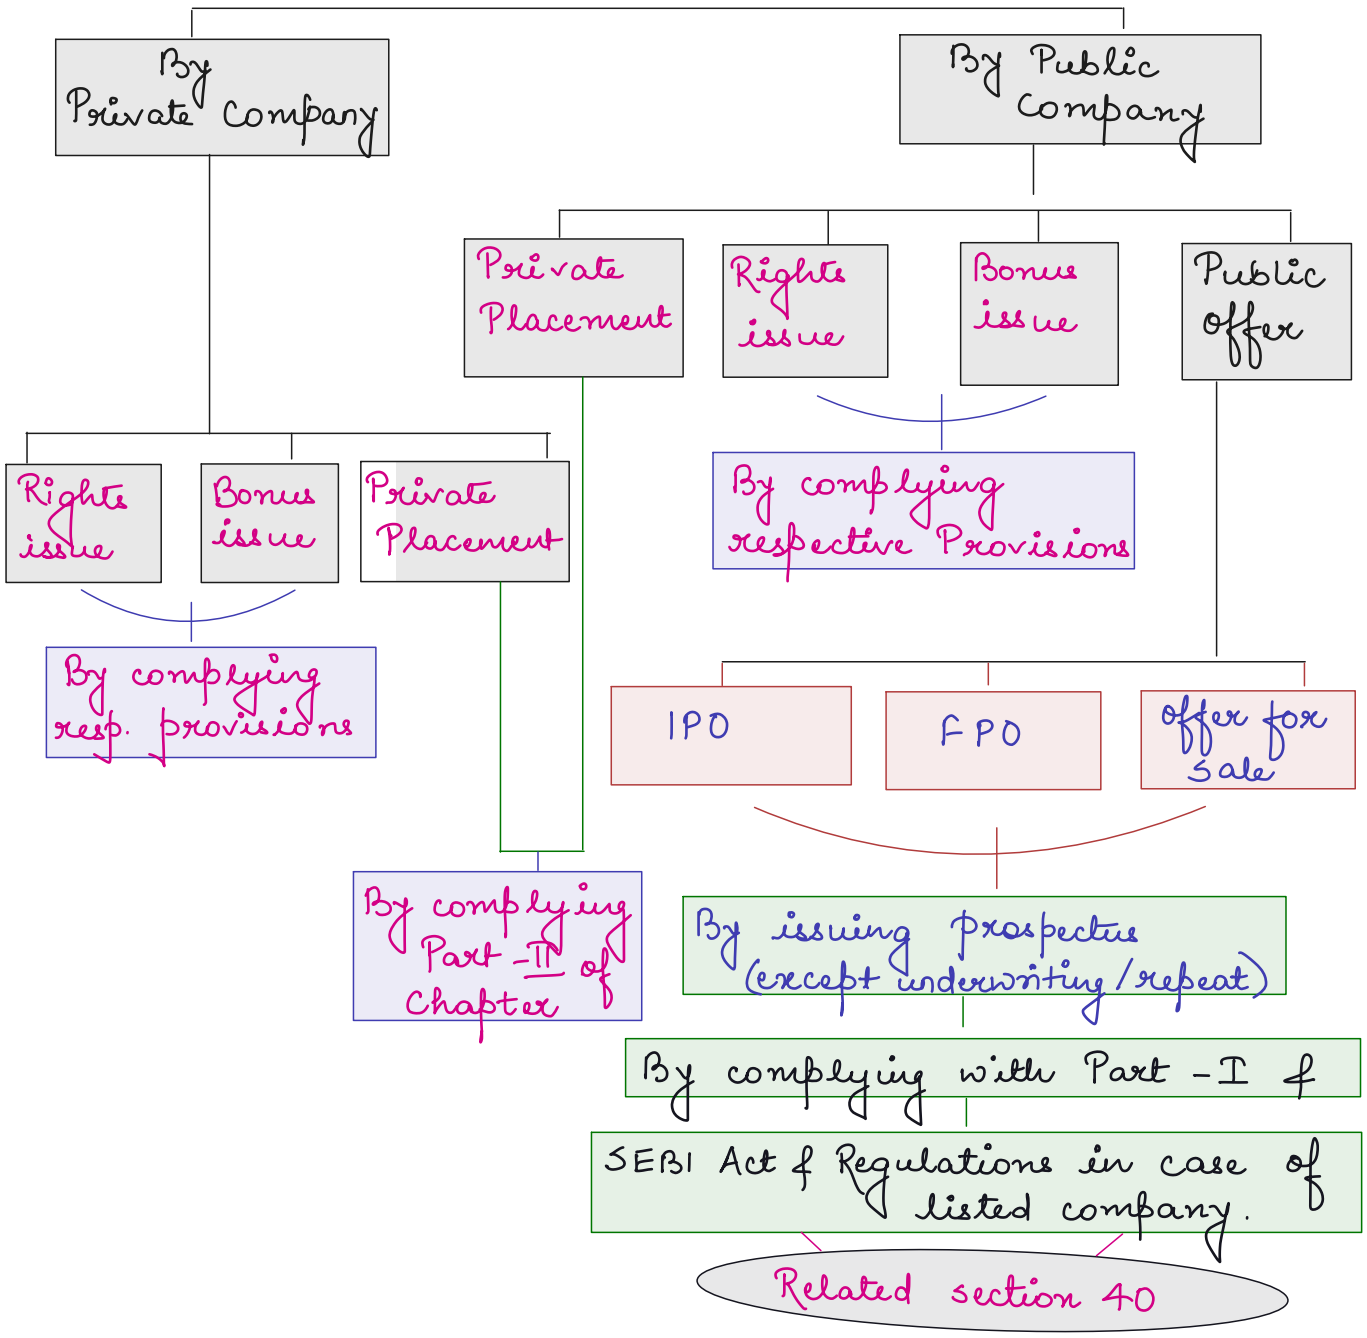 By
Private Company
By Public
Company
Private
Placement
Rights
issue
Bonus
issue
Public
Offer
Rights
issue
Bonus
issue
Private
Placement
By complying
respective Provisions
By complying
resp. provisions
IPO
FPO
Offer for
Sale
By complying
Part -II of
Chapter
By issuing prospectus
(except underwriting/repeat)
By complying with Part - I &
SEBI Act & Regulations in case of
listed company.
Related section 40